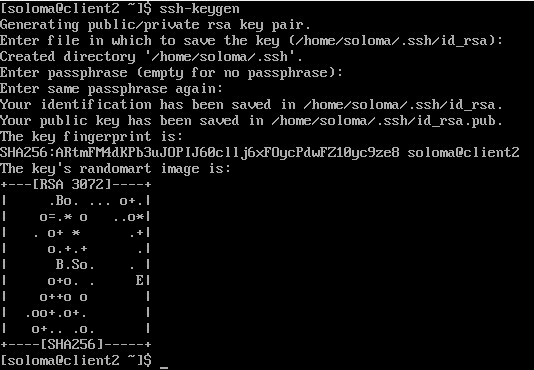 [soloma@client2 ~]$ ssh-keygen
Generating public/private rsa key pair.
Enter file in which to save the key (/home/soloma/.ssh/id_rsa):
Created directory '/home/soloma/.ssh'.
Enter passphrase (empty for no passphrase):
Enter same passphrase again:
Your identification has been saved in /home/soloma/.ssh/id_rsa.
Your public key has been saved in /home/soloma/.ssh/id_rsa.pub.
The key fingerprint is:
SHA256:ARtmFM4dKPb3uJOPIJ60cllj6xFOycPdwFZ10yc9ze8 soloma@client2
The key's randomart image is:
+---[RSA 3072]----+
|      .Bo. ... o+.|
|     o=.* o    ..o*|
|    . o+ *       .+|
|      o.+.+       .|
|       B.So.     . |
|      o+o. .      E|
|     o++o o        |
|   .oo+.o+.        |
|    o+.. .o.       |
+----[SHA256]-----+
[soloma@client2 ~]$ _